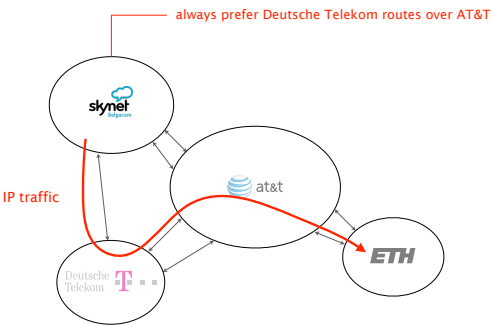 always prefer Deutsche Telekom routes over AT&T
skynet
Belgacom
at&t
IP traffic
ETH
Deutsche
Telekom
T